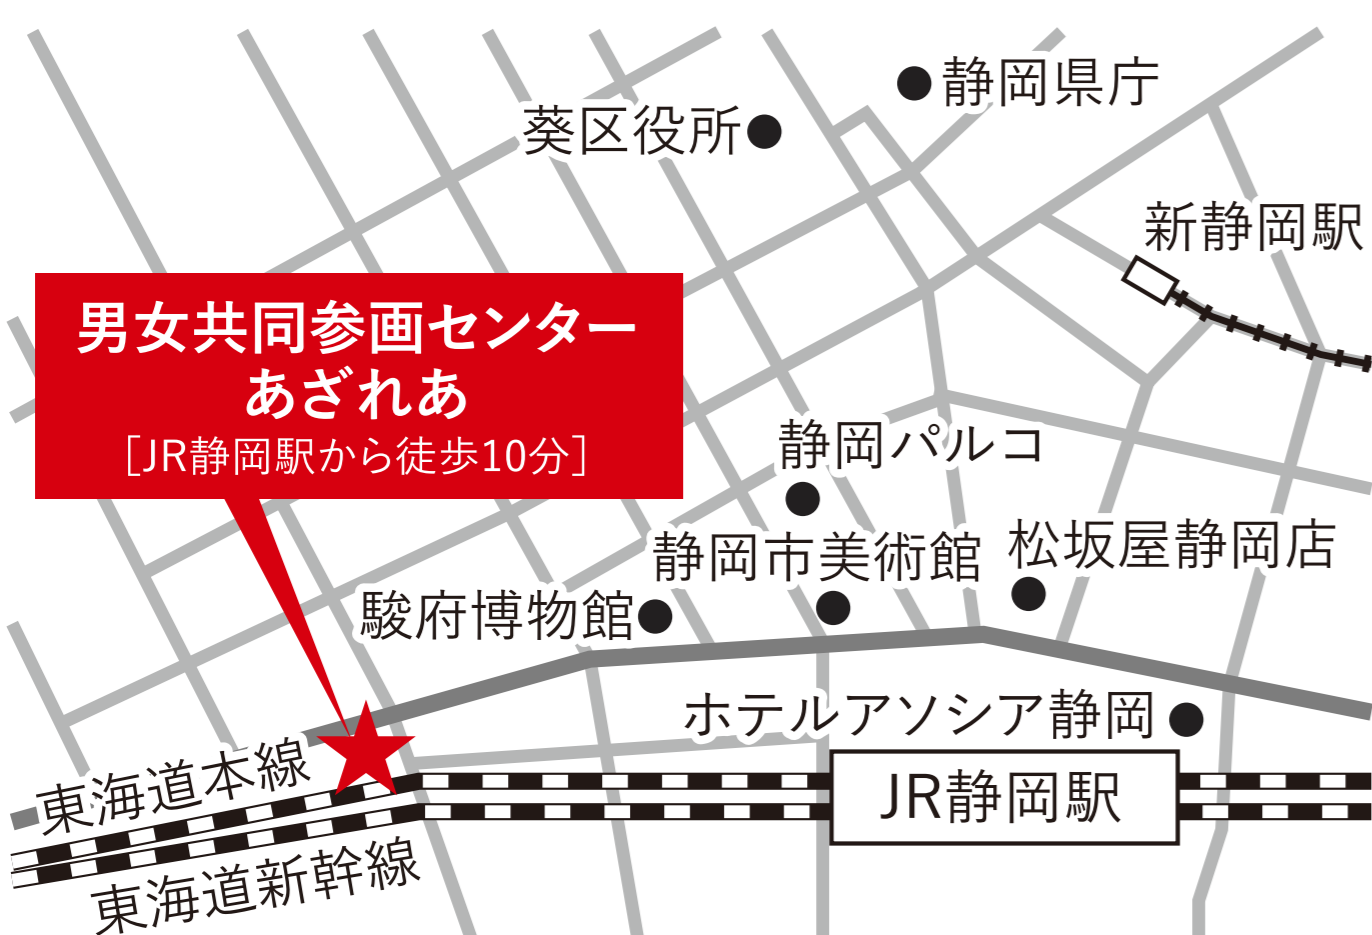 静岡県庁
葵区役所
新静岡駅
男女共同参画センター
あざれあ
［JR静岡駅から徒歩10分］
静岡パルコ
静岡市美術館
松坂屋静岡店
駿府博物館
ホテルアソシア静岡
東海道本線
JR静岡駅
東海道新幹線